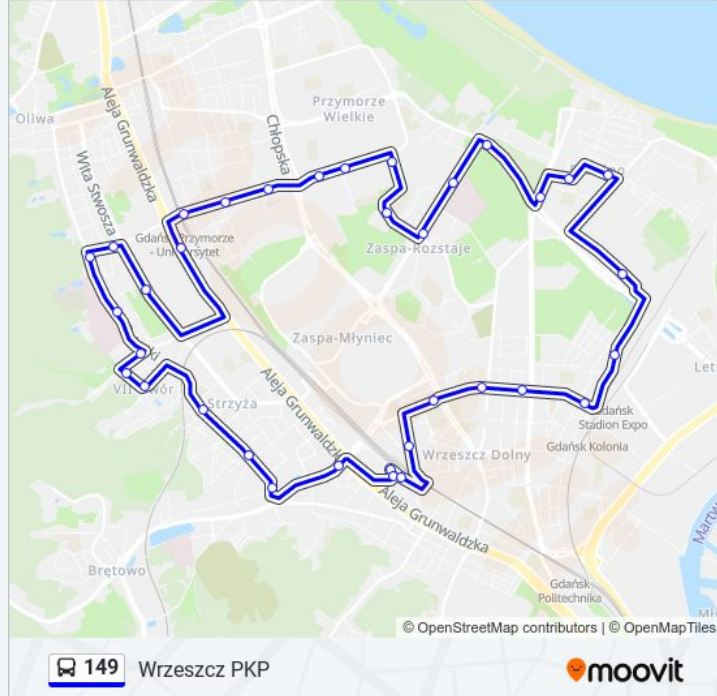 Oliwa
Przymorze
Wielkie
Aleja Grunwaldzka
Chłopska
Wita Stwosza
Gdańsk Przymorze
- Uniwersytet
Zaspa-Rozstaje
Zaspa-Młyniec
VII Dwór
Strzyża
Aleja Grunwaldzka
Gdańsk
Stadion Expo
Gdańsk Kolonia
Wrzeszcz Dolny
Aleja Grunwaldzka
Brętowo
Gdańsk
Politechnika
© OpenStreetMap contributors | © OpenMapTiles
149 Wrzeszcz PKP
moovit